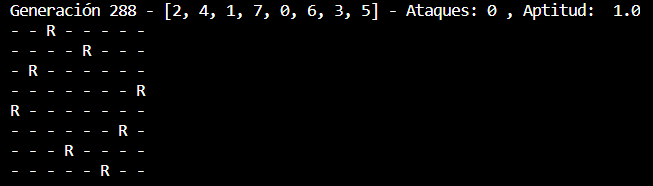 Generación 288 - [2, 4, 1, 7, 0, 6, 3, 5] - Ataques: 0 , Aptitud:  1.0
- - R - - - - -
- - - - R - - -
- R - - - - - -
- - - - - - - R
R - - - - - - -
- - - - - - R -
- - - R - - - -
- - - - - R - -